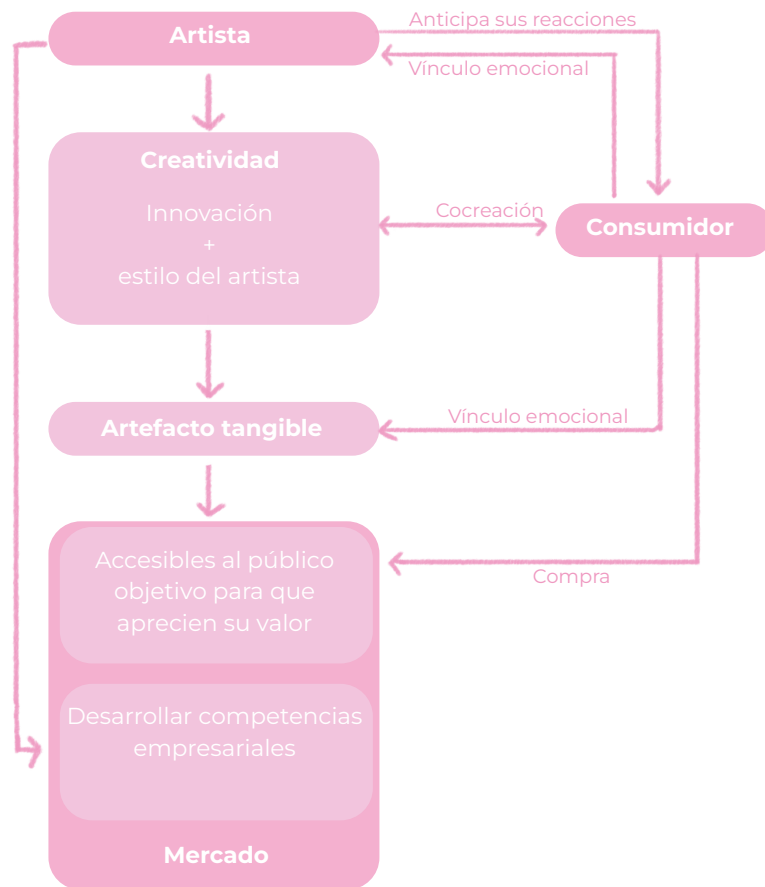 Artista
Anticipa sus reacciones
Vínculo emocional
Creatividad
Innovación
+
estilo del artista
Cocreación
Consumidor
Artefacto tangible
Vínculo emocional
Accesibles al público
objetivo para que
aprecien su valor
Compra
Desarrollar competencias
empresariales
Mercado